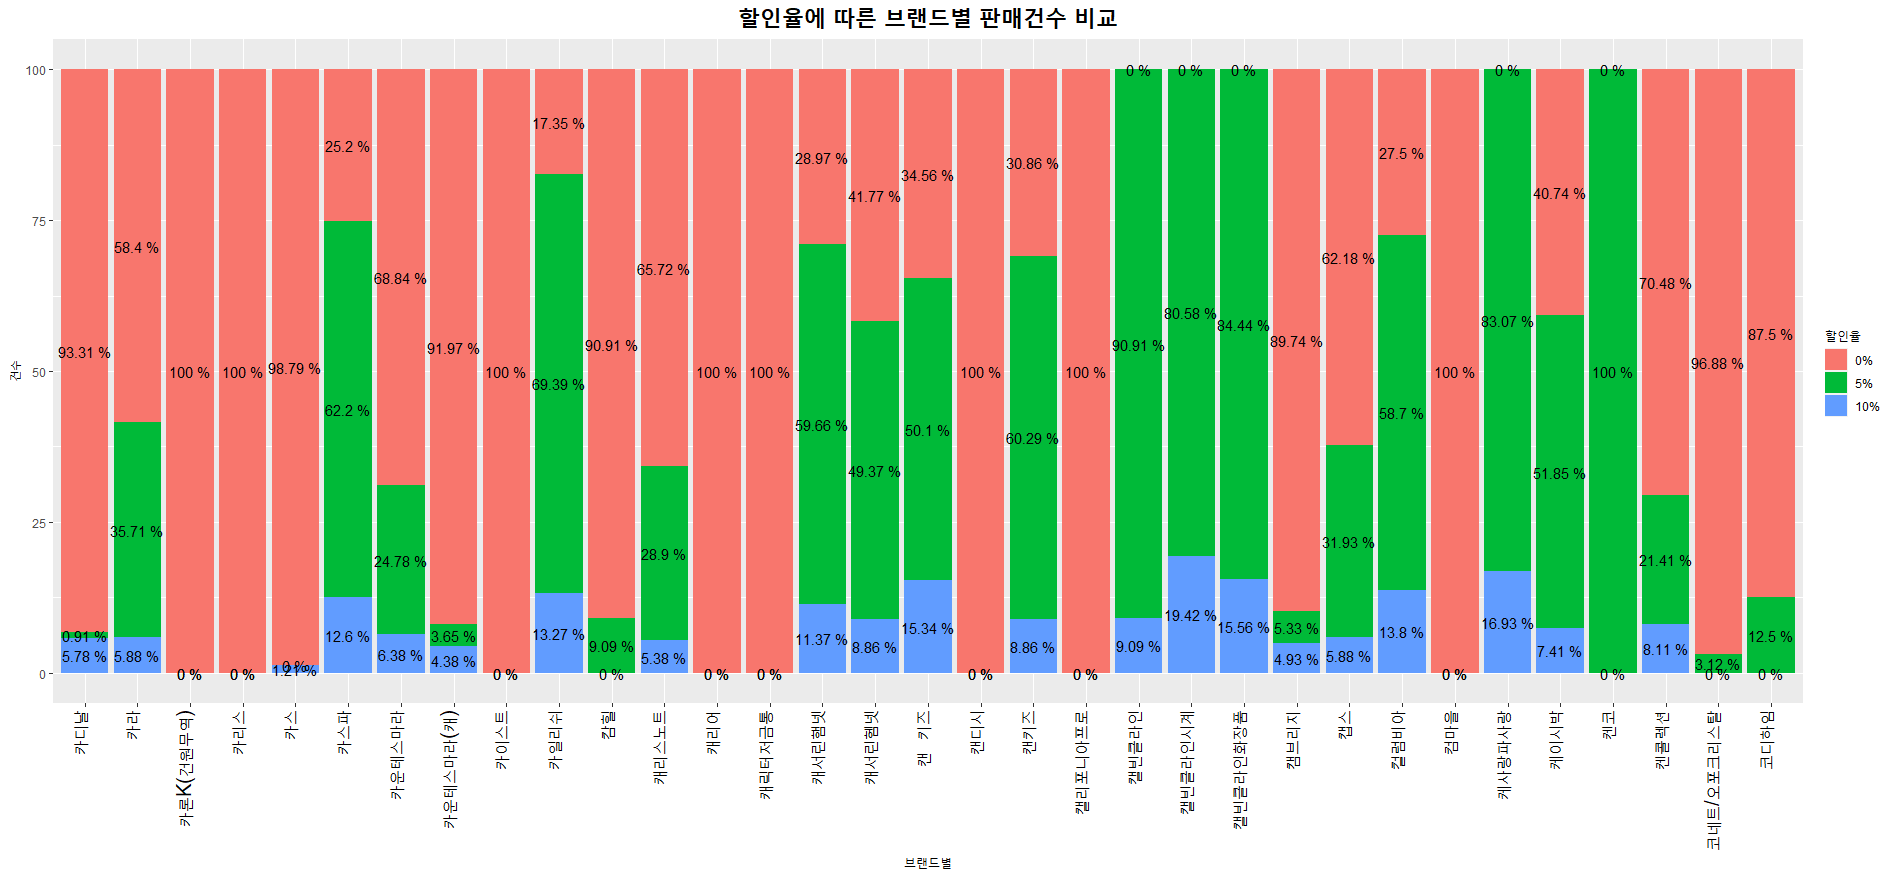 할인율에 따른 브랜드별 판매건수 비교
건수
100
75
50
25
0
93.31 %
0.91 %
5.78 %
58.4 %
35.71 %
5.88 %
100 %
0 %
100 %
0 %
98.79 %
0 %
1.21 %
25.2 %
62.2 %
12.6 %
68.84 %
24.78 %
6.38 %
91.97 %
3.65 %
4.38 %
100 %
0 %
17.35 %
69.39 %
13.27 %
90.91 %
9.09 %
0 %
65.72 %
28.9 %
5.38 %
100 %
0 %
100 %
0 %
28.97 %
59.66 %
11.37 %
41.77 %
49.37 %
8.86 %
34.56 %
50.1 %
15.34 %
100 %
0 %
30.86 %
60.29 %
8.86 %
100 %
0 %
0 %
90.91 %
9.09 %
0 %
80.58 %
19.42 %
0 %
84.44 %
15.56 %
89.74 %
5.33 %
4.93 %
62.18 %
31.93 %
5.88 %
27.5 %
58.7 %
13.8 %
100 %
0 %
0 %
83.07 %
16.93 %
40.74 %
51.85 %
7.41 %
0 %
100 %
0 %
70.48 %
21.41 %
8.11 %
96.88 %
3.12 %
0 %
87.5 %
12.5 %
0 %
카디날
카라
카론K(건원무역)
카리스
카스
카스파
카운테스마라
카운테스마라(캐)
카이스트
카일리쉬
캄힐
캐리스노트
캐리어
캐릭터저금통
캐서린햄넷
캐서린햄넷
캔 키즈
캔디시
캔키즈
캘리포니아프로
캘빈클라인
캘빈클라인시계
캘빈클라인화장품
캠브리지
캡스
컬럼비아
컴마을
케사랑파사랑
케이시박
켄코
켄콜렉션
코네트/오포크리스탈
코디하임
브랜드별
할인율
0%
5%
10%